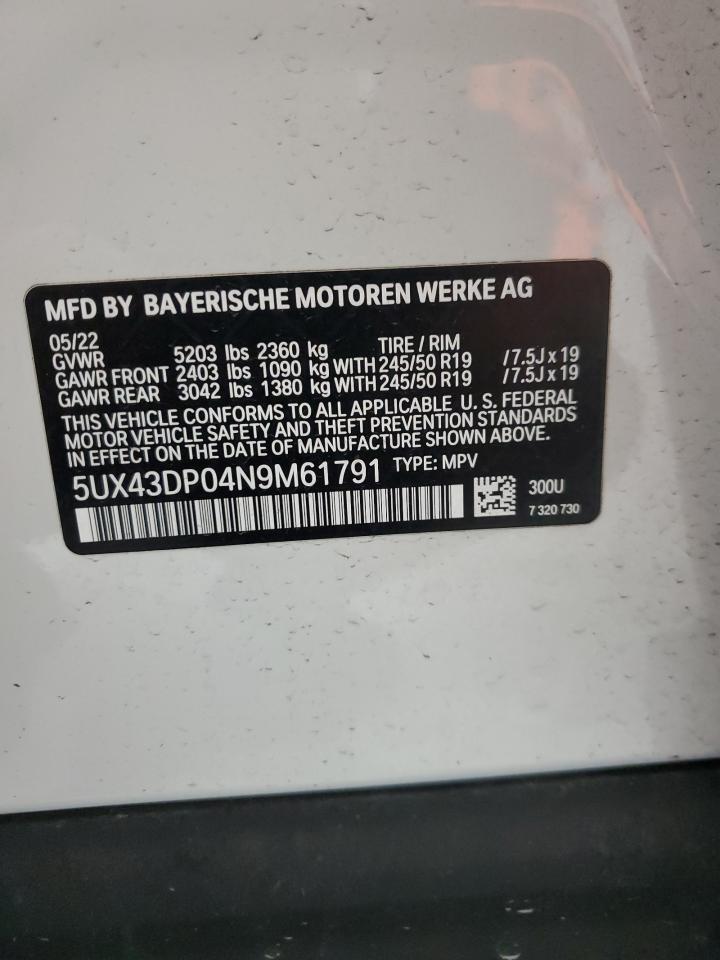 MFD BY BAYERISCHE MOTOREN WERKE AG
05/22 TIRE / RIM
GVWR 5203 lbs 2360 kg
GAWR FRONT 2403 lbs 1090 kg WITH 245/50 R19 / 7.5J x 19
GAWR REAR 3042 lbs 1380 kg WITH 245/50 R19 / 7.5J x 19
THIS VEHICLE CONFORMS TO ALL APPLICABLE U. S. FEDERAL
MOTOR VEHICLE SAFETY AND THEFT PREVENTION STANDARDS
IN EFFECT ON THE DATE OF MANUFACTURE SHOWN ABOVE.
5UX43DP04N9M61791 TYPE: MPV
300U
7 320 730